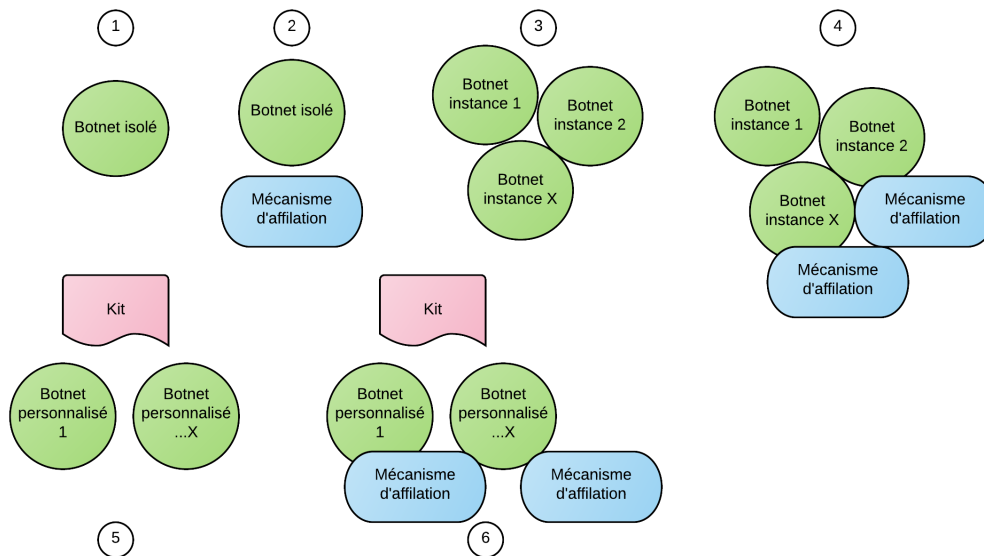 1
2
3
4
Botnet isolé
Botnet isolé
Mécanisme
d'affilation
Botnet
instance 1
Botnet
instance 2
Botnet
instance X
Botnet
instance 1
Botnet
instance 2
Botnet
instance X
Mécanisme
d'affilation
Mécanisme
d'affilation
Kit
Botnet
personnalisé
1
Botnet
personnalisé
...X
Kit
Botnet
personnalisé
1
Botnet
personnalisé
...X
Mécanisme
d'affilation
Mécanisme
d'affilation
5
6